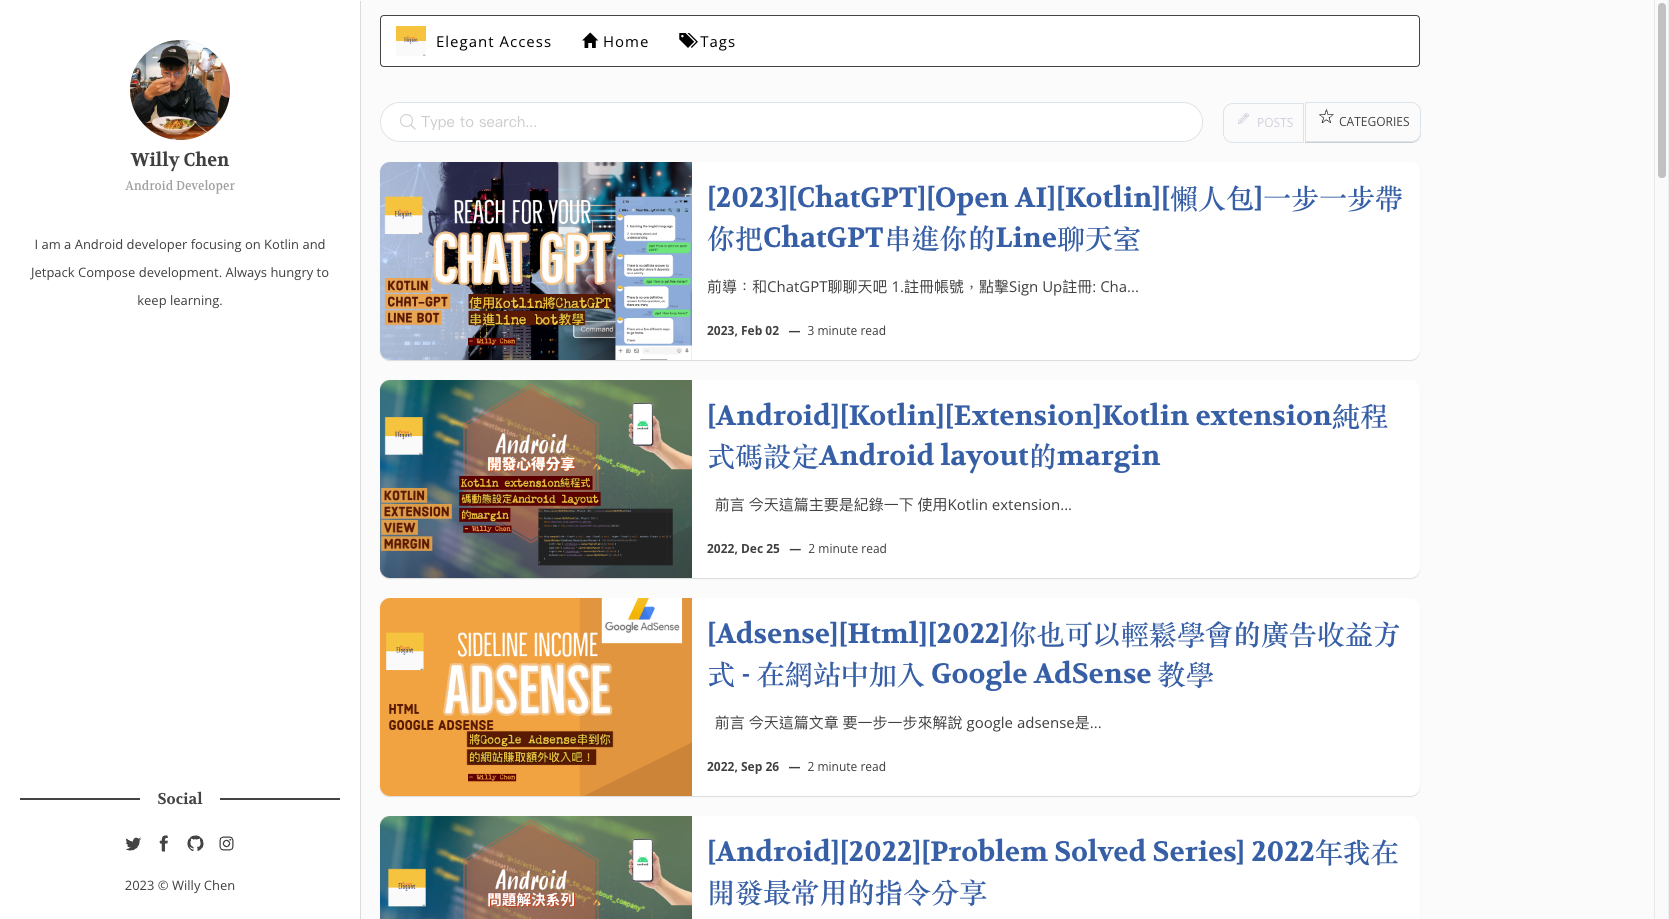 Willy Chen
Android Developer
I am a Android developer focusing on Kotlin and
Jetpack Compose development. Always hungry to
keep learning.
Social
2023 © Willy Chen
Elegant Access
Home
Tags
Type to search...
POSTS
CATEGORIES
REACH FOR YOUR
CHAT GPT
KOTLIN
CHAT-GPT
LINE BOT
使用Kotlin將ChatGPT
串進line bot教學
- Willy Chen
Command
[2023][ChatGPT][Open AI][Kotlin][懶人包]一步一步帶
你把ChatGPT串進你的Line聊天室
前導：和ChatGPT聊聊天吧 1.註冊帳號，點擊Sign Up註冊: Cha...
2023, Feb 02 — 3 minute read
Android
開發心得分享
Kotlin extension純程式
碼動態設定Android layout
的margin
- Willy Chen
KOTLIN
EXTENSION
VIEW
MARGIN
[Android][Kotlin][Extension]Kotlin extension純程
式碼設定Android layout的margin
前言 今天這篇主要是紀錄一下 使用Kotlin extension...
2022, Dec 25 — 2 minute read
Google AdSense
SIDELINE INCOME
ADSENSE
HTML
GOOGLE ADSENSE
將Google Adsense串到你
的網站賺取額外收入吧！
- Willy Chen
[Adsense][Html][2022]你也可以輕鬆學會的廣告收益方
式 - 在網站中加入 Google AdSense 教學
前言 今天這篇文章 要一步一步來解說 google adsense是...
2022, Sep 26 — 2 minute read
Android
問題解決系列
[Android][2022][Problem Solved Series] 2022年我在
開發最常用的指令分享